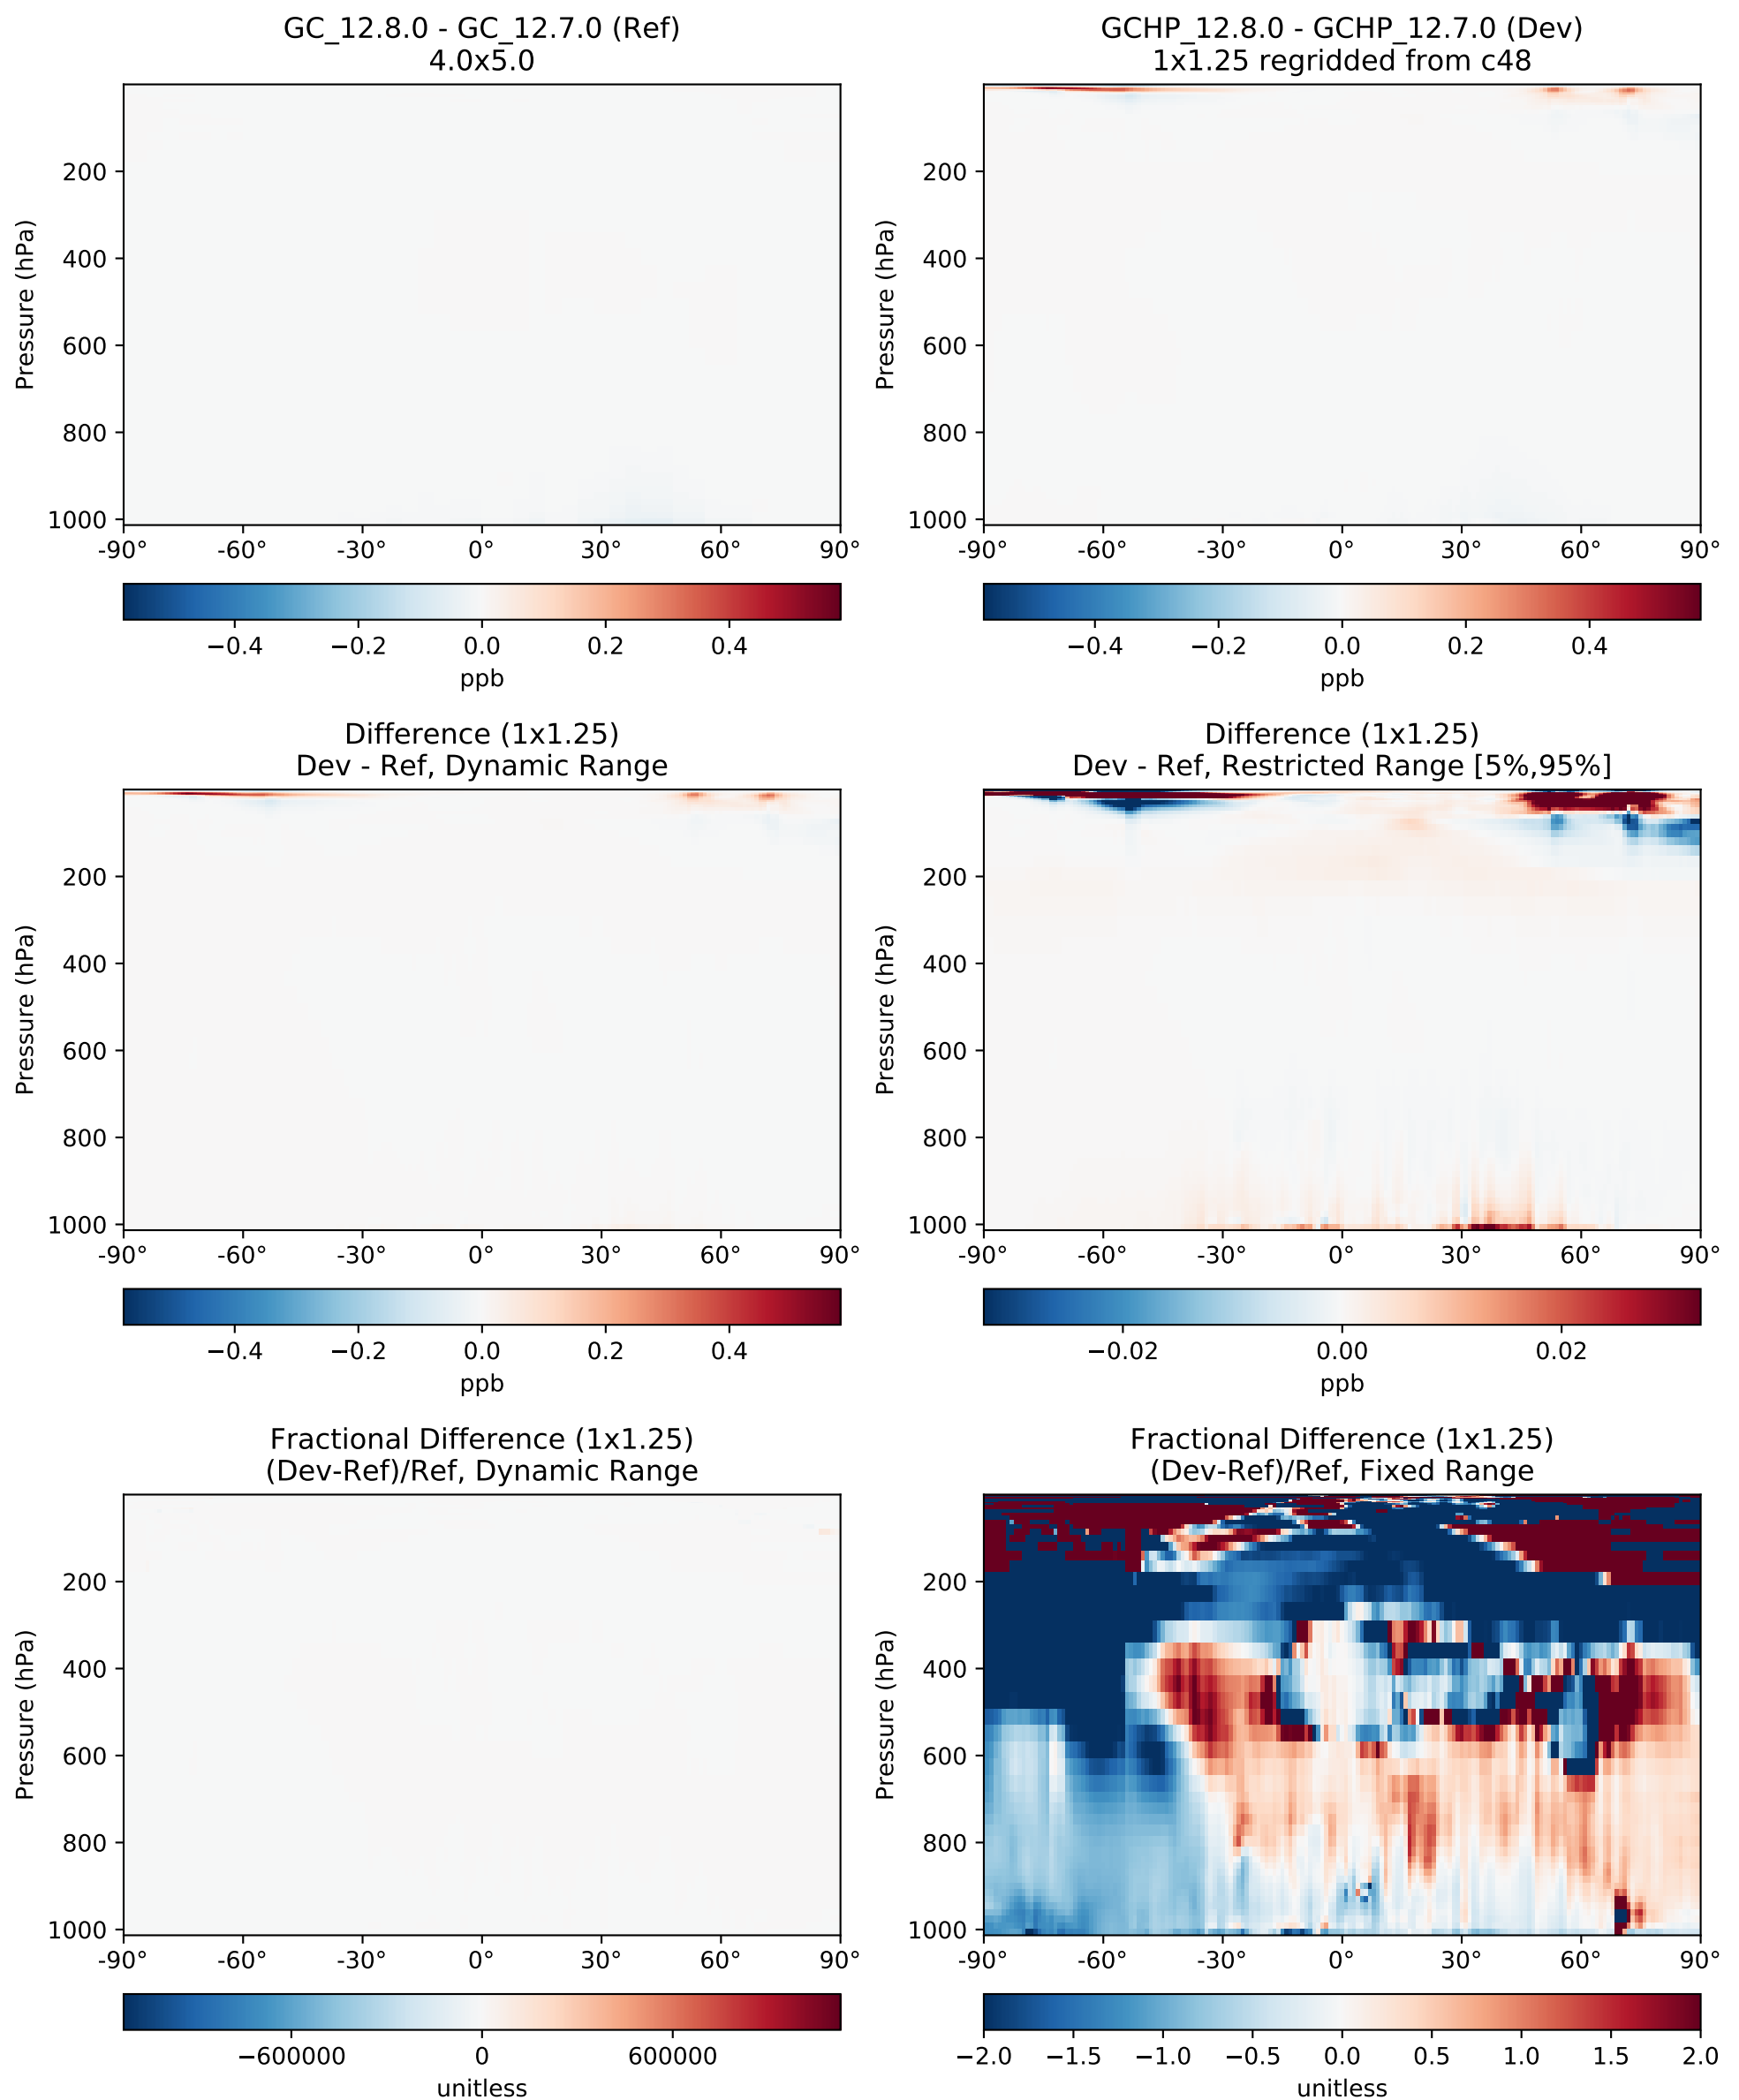 GC_12.8.0 - GC_12.7.0 (Ref)
4.0x5.0
Pressure (hPa)
200
400
600
800
1000
-90° -60° -30° 0° 30° 60° 90°
−0.4 −0.2 0.0 0.2 0.4
ppb
GCHP_12.8.0 - GCHP_12.7.0 (Dev)
1x1.25 regridded from c48
Pressure (hPa)
200
400
600
800
1000
-90° -60° -30° 0° 30° 60° 90°
−0.4 −0.2 0.0 0.2 0.4
ppb
Difference (1x1.25)
Dev - Ref, Dynamic Range
Pressure (hPa)
200
400
600
800
1000
-90° -60° -30° 0° 30° 60° 90°
−0.4 −0.2 0.0 0.2 0.4
ppb
Difference (1x1.25)
Dev - Ref, Restricted Range [5%,95%]
Pressure (hPa)
200
400
600
800
1000
-90° -60° -30° 0° 30° 60° 90°
−0.02 0.00 0.02
ppb
Fractional Difference (1x1.25)
(Dev-Ref)/Ref, Dynamic Range
Pressure (hPa)
200
400
600
800
1000
-90° -60° -30° 0° 30° 60° 90°
−600000 0 600000
unitless
Fractional Difference (1x1.25)
(Dev-Ref)/Ref, Fixed Range
Pressure (hPa)
200
400
600
800
1000
-90° -60° -30° 0° 30° 60° 90°
−2.0 −1.5 −1.0 −0.5 0.0 0.5 1.0 1.5 2.0
unitless